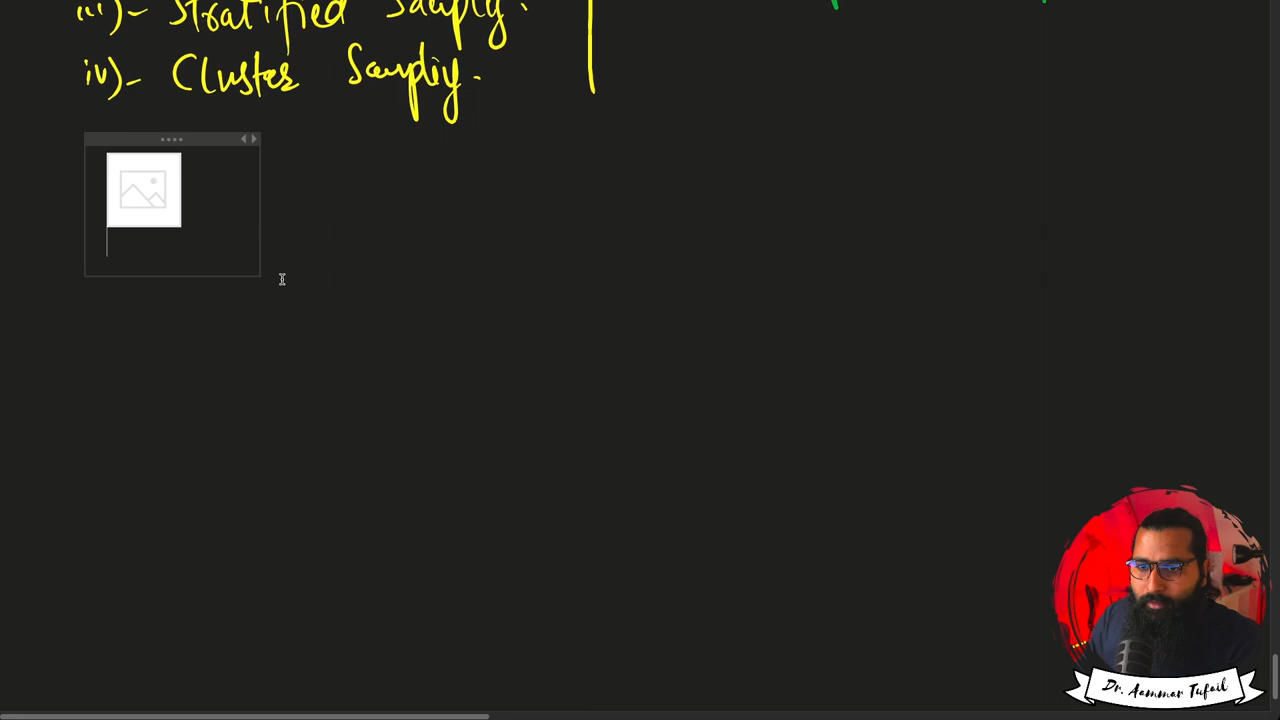 iii)- Stratified Sampling.
iv)- Cluster Sampling.
Dr. Aammar Tufail